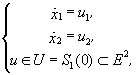 ẋ₁ = u₁,
ẋ₂ = u₂,
u ∈ U = S₁(0) ⊂ E².